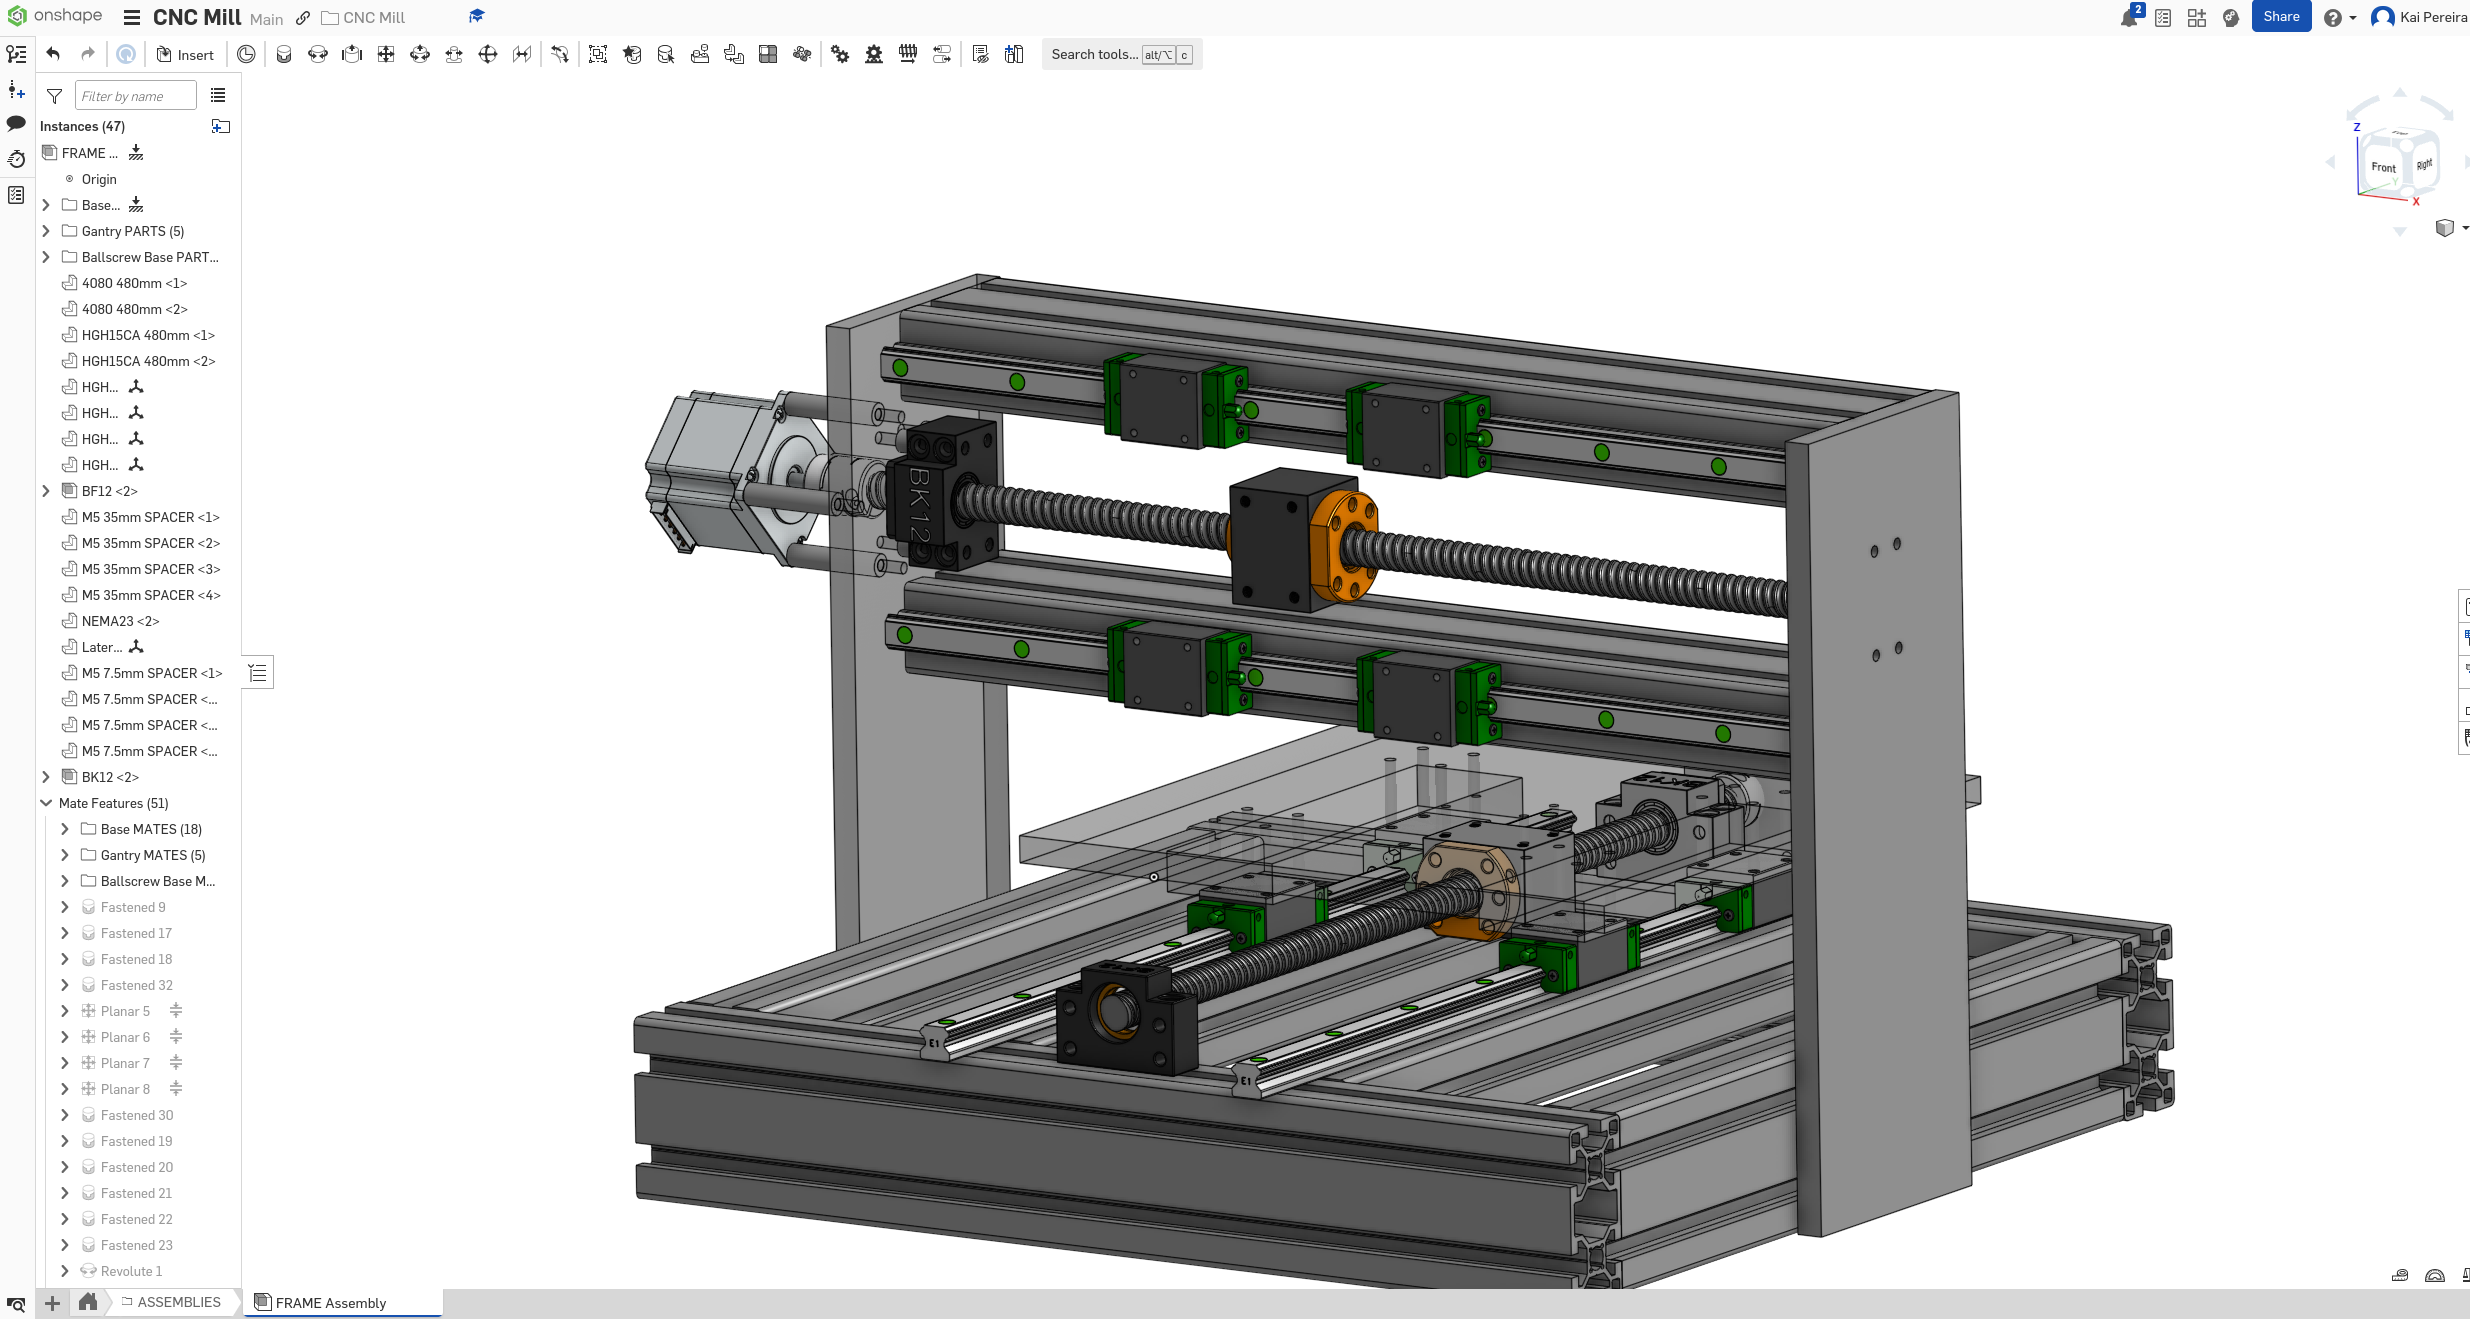 onshape
CNC Mill Main CNC Mill
2
Share
Kai Pereira
Insert
Search tools... alt/⌥ c
Filter by name
Instances (47)
FRAME ...
Origin
Base...
Gantry PARTS (5)
Ballscrew Base PART...
4080 480mm <1>
4080 480mm <2>
HGH15CA 480mm <1>
HGH15CA 480mm <2>
HGH...
HGH...
HGH...
HGH...
BF12 <2>
M5 35mm SPACER <1>
M5 35mm SPACER <2>
M5 35mm SPACER <3>
M5 35mm SPACER <4>
NEMA23 <2>
Later...
M5 7.5mm SPACER <1>
M5 7.5mm SPACER <...
M5 7.5mm SPACER <...
M5 7.5mm SPACER <...
BK12 <2>
Mate Features (51)
Base MATES (18)
Gantry MATES (5)
Ballscrew Base M...
Fastened 9
Fastened 17
Fastened 18
Fastened 32
Planar 5
Planar 6
Planar 7
Planar 8
Fastened 30
Fastened 19
Fastened 20
Fastened 21
Fastened 22
Fastened 23
Revolute 1
Z
Front
Right
Y
X
BK12
E1
E1
ASSEMBLIES
FRAME Assembly